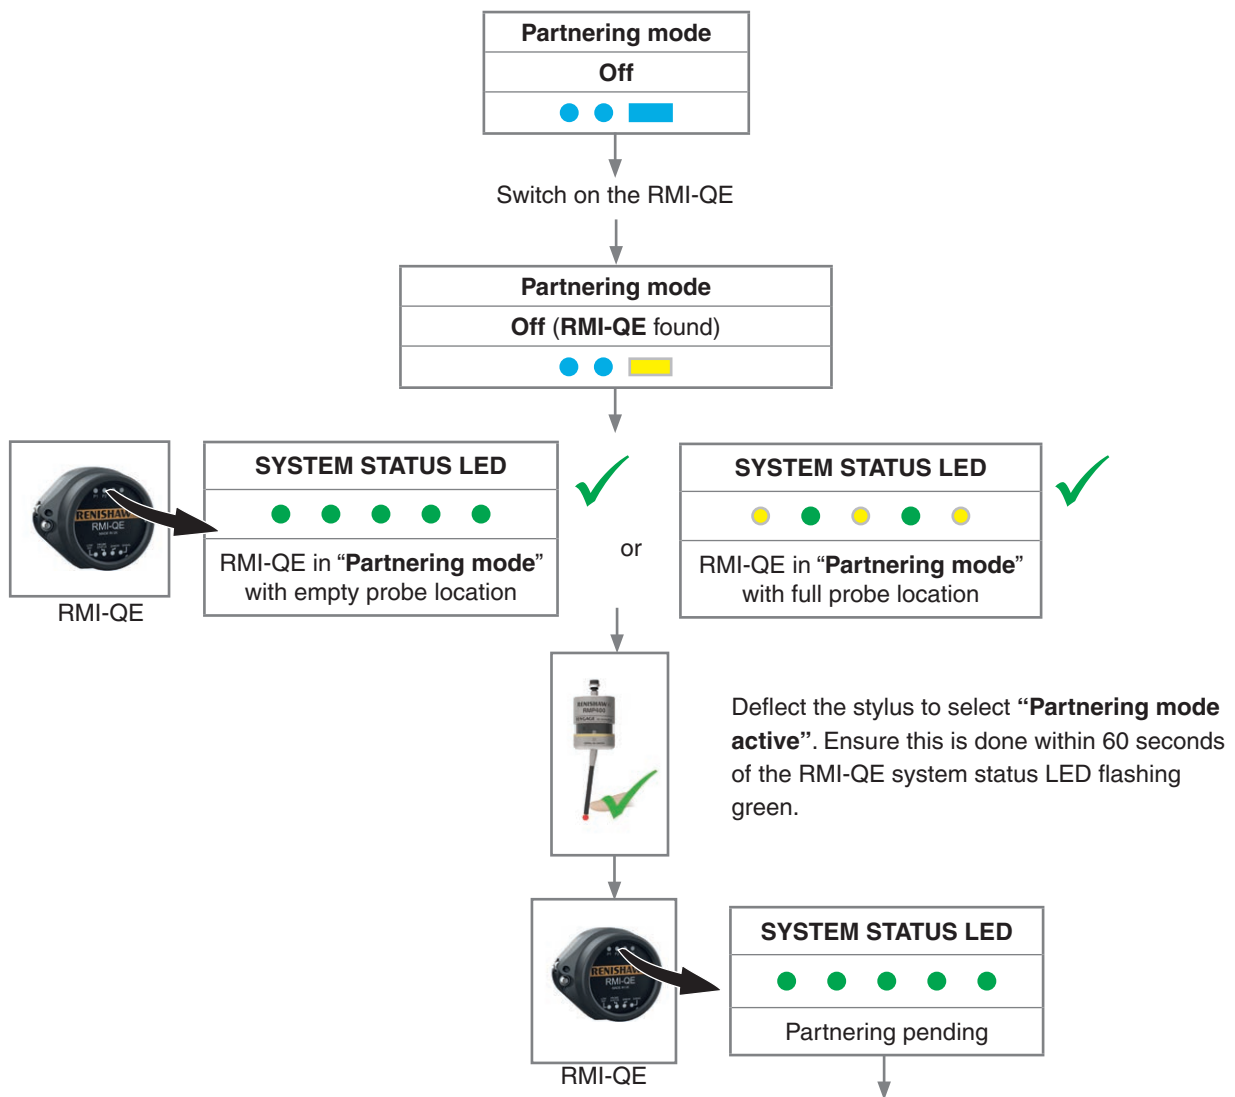 Partnering mode
Off
Switch on the RMI-QE
Partnering mode
Off (RMI-QE found)
RENISHAW
RMI-QE
RMI-QE
SYSTEM STATUS LED
RMI-QE in “Partnering mode”
with empty probe location
or
SYSTEM STATUS LED
RMI-QE in “Partnering mode”
with full probe location
RENISHAW
RMP400
Deflect the stylus to select “Partnering mode
active”. Ensure this is done within 60 seconds
of the RMI-QE system status LED flashing
green.
RENISHAW
RMI-QE
RMI-QE
SYSTEM STATUS LED
Partnering pending